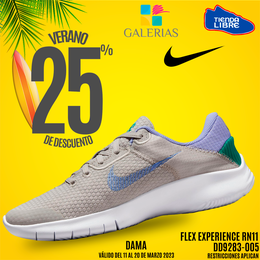 VERANO
25%
DE DESCUENTO
GALERIAS
TIENDA
LIBRE
DAMA
VÁLIDO DEL 11 AL 20 DE MARZO 2023
FLEX EXPERIENCE RN11
DD9283-005
RESTRICCIONES APLICAN